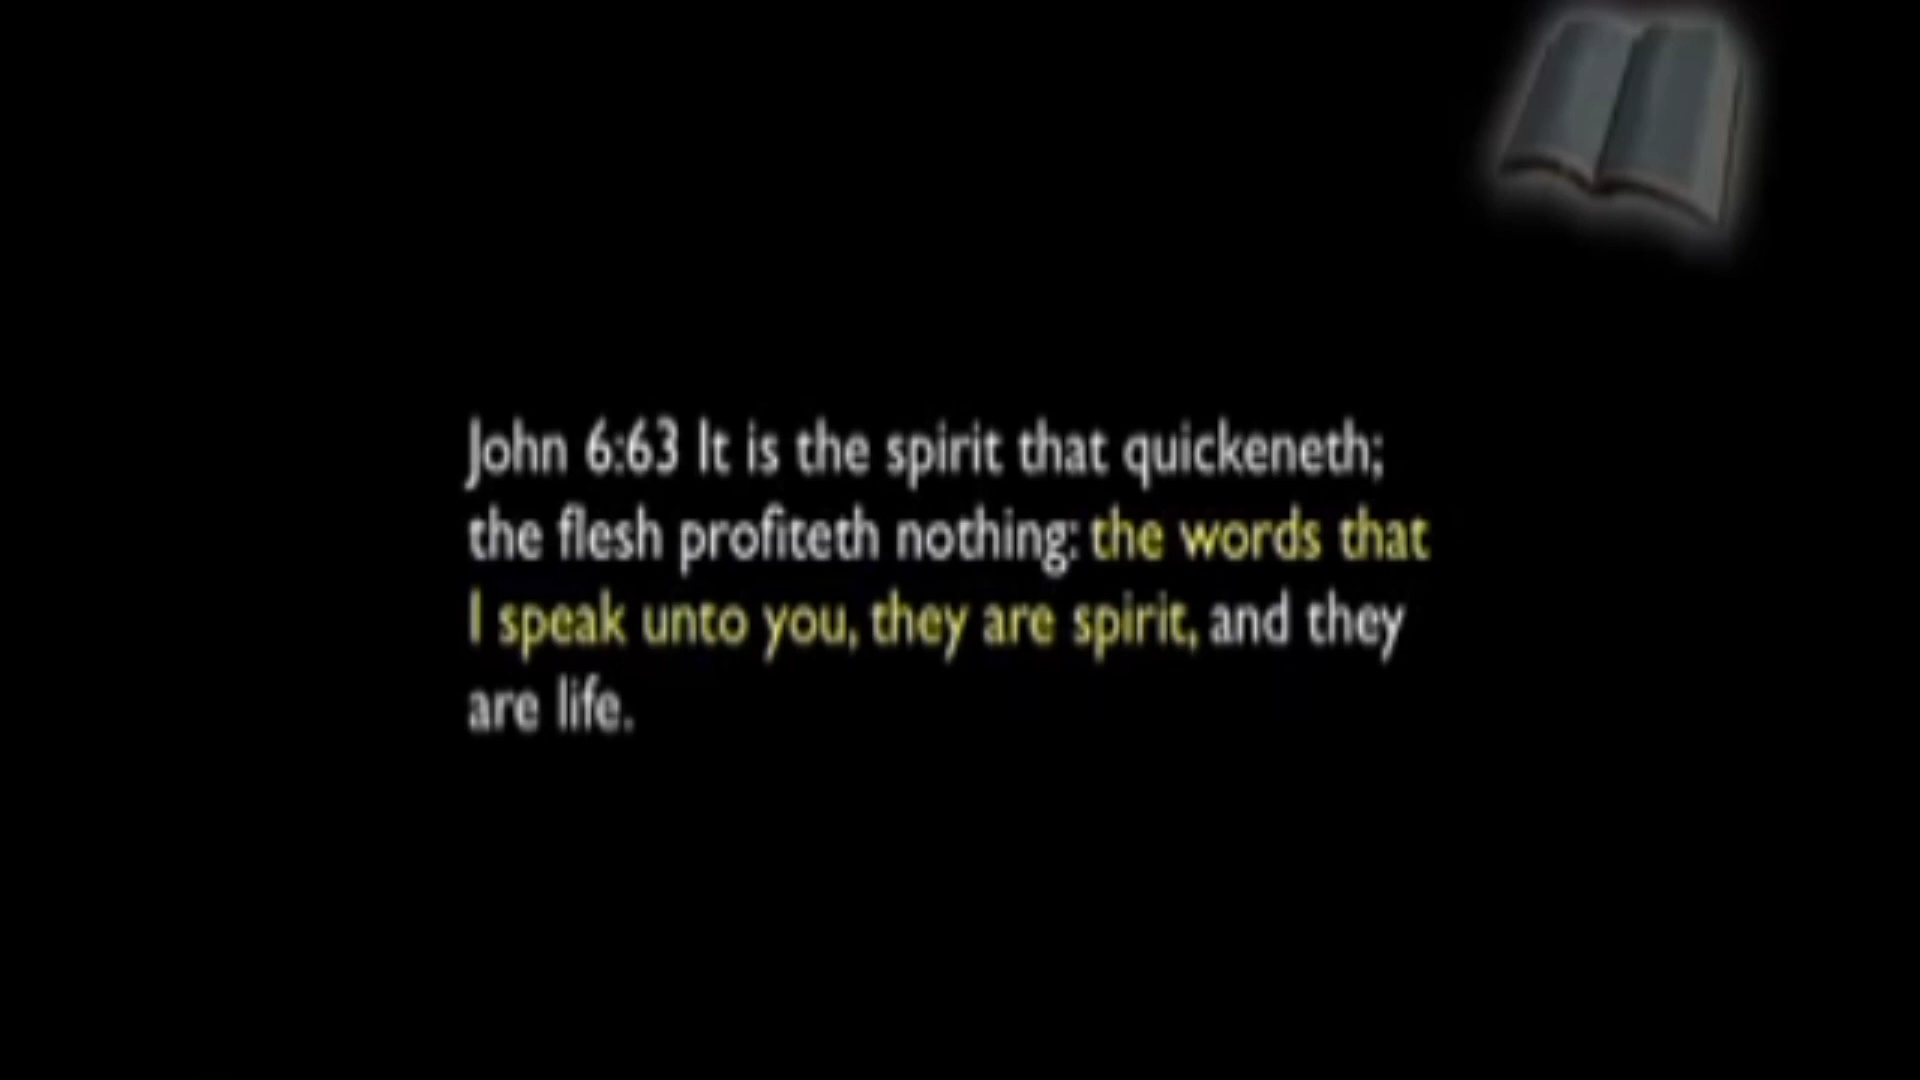 John 6:63 It is the spirit that quickeneth;
the flesh profiteth nothing: the words that
I speak unto you, they are spirit, and they
are life.